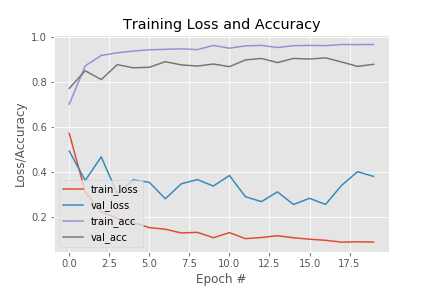 Training Loss and Accuracy
Loss/Accuracy
1.0
0.8
0.6
0.4
0.2
train_loss
val_loss
train_acc
val_acc
0.0 2.5 5.0 7.5 10.0 12.5 15.0 17.5
Epoch #